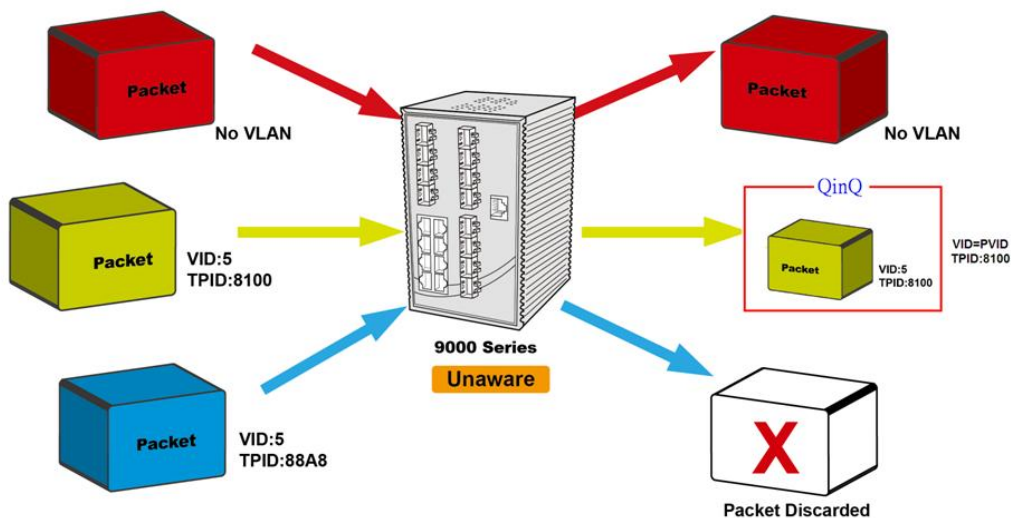 Packet
No VLAN
Packet
No VLAN
Packet
VID:5
TPID:8100
QinQ
Packet
VID:5
TPID:8100
VID=PVID
TPID:8100
9000 Series
Unaware
Packet
VID:5
TPID:88A8
X
Packet Discarded